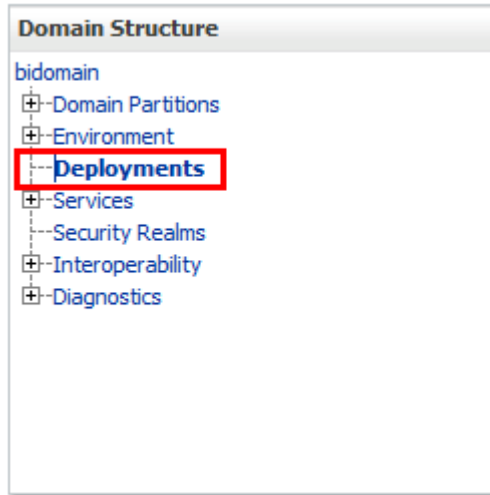 Domain Structure
bidomain
Domain Partitions
Environment
Deployments
Services
Security Realms
Interoperability
Diagnostics